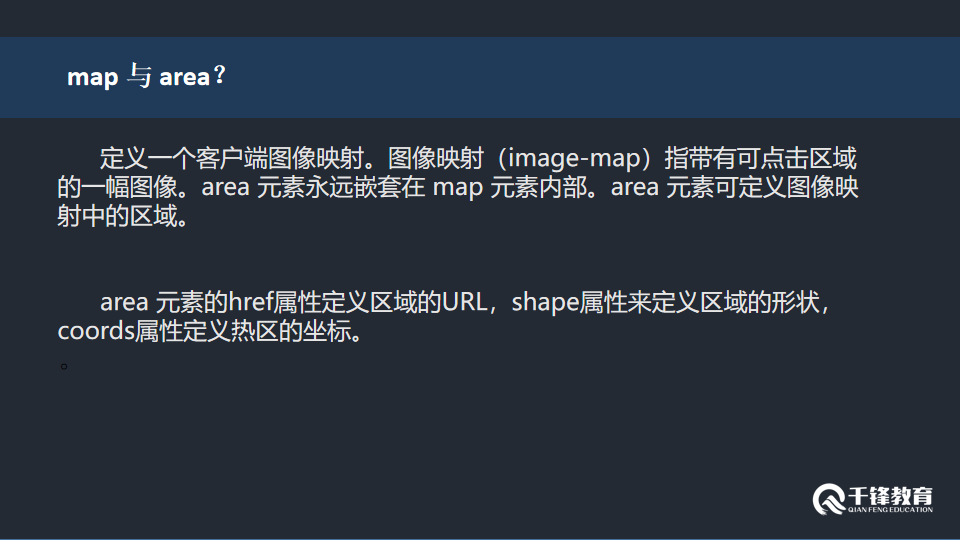 map 与 area？
定义一个客户端图像映射。图像映射（image-map）指带有可点击区域
的一幅图像。area 元素永远嵌套在 map 元素内部。area 元素可定义图像映
射中的区域。
area 元素的href属性定义区域的URL，shape属性来定义区域的形状，
coords属性定义热区的坐标。
。
千锋教育
QIAN FENG EDUCATION